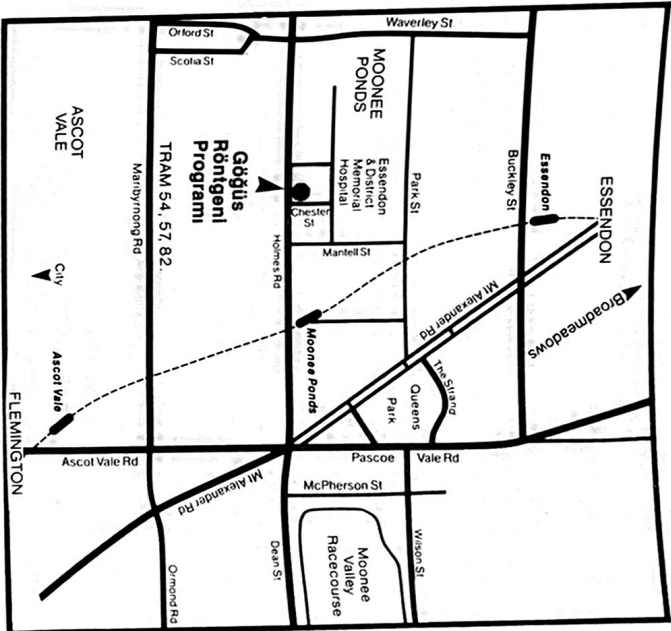 Waverley St
Orford St
Scotia St
MOONEE
PONDS
ASCOT
VALE
Maribyrnong Rd
TRAM 54, 57, 82.
Göğüs
Röntgeni
Programı
Essendon
& District
Memorial
Hospital
Park St
Buckley St
Essendon
ESSENDON
Chester
St
Mantell St
Holmes Rd
City
Mt Alexander Rd
Broadmeadows
Moonee Ponds
The Strand
Queens
Park
Ascot Vale
FLEMINGTON
Ascot Vale Rd
Pascoe Vale Rd
Mt Alexander Rd
McPherson St
Moonee
Valley
Racecourse
Wilson St
Dean St
Ormond Rd